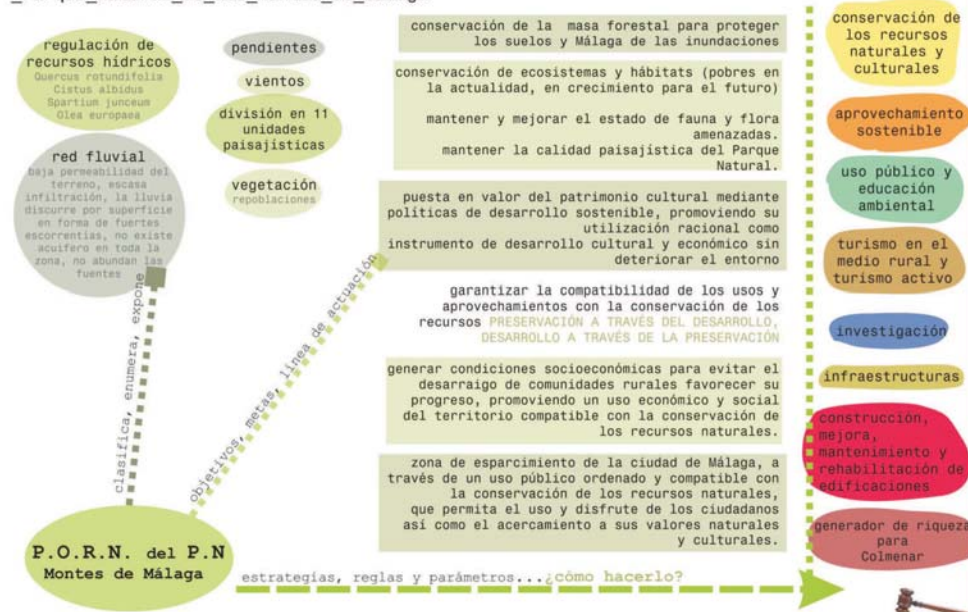 regulación de
recursos hídricos
Quercus rotundifolia
Cistus albidus
Spartium junceum
Olea europaea
red fluvial
baja permeabilidad del
terreno, escasa
infiltración, la lluvia
discurre por superficie
en forma de fuertes
escorrentias, no existe
acuifero en toda la
zona, no abundan las
fuentes
pendientes
vientos
división en 11
unidades
paisajísticas
vegetación
repoblaciones
clasifica, enumera, expone
objetivos, metas, línea de actuación
P.O.R.N. del P.N
Montes de Málaga
conservación de la masa forestal para proteger
los suelos y Málaga de las inundaciones
conservación de ecosistemas y hábitats (pobres en
la actualidad, en crecimiento para el futuro)
mantener y mejorar el estado de fauna y flora
amenazadas.
mantener la calidad paisajística del Parque
Natural.
puesta en valor del patrimonio cultural mediante
políticas de desarrollo sostenible, promoviendo su
utilización racional como
instrumento de desarrollo cultural y económico sin
deteriorar el entorno
garantizar la compatibilidad de los usos y
aprovechamientos con la conservación de los
recursos PRESERVACIÓN A TRAVÉS DEL DESARROLLO,
DESARROLLO A TRAVÉS DE LA PRESERVACIÓN
generar condiciones socioeconómicas para evitar el
desarraigo de comunidades rurales favorecer su
progreso, promoviendo un uso económico y social
del territorio compatible con la conservación de
los recursos naturales.
zona de esparcimiento de la ciudad de Málaga, a
través de un uso público ordenado y compatible con
la conservación de los recursos naturales,
que permita el uso y disfrute de los ciudadanos
así como el acercamiento a sus valores naturales
y culturales.
estrategias, reglas y parámetros...¿cómo hacerlo?
conservación de
los recursos
naturales y
culturales
aprovechamiento
sostenible
uso público y
educación
ambiental
turismo en el
medio rural y
turismo activo
investigación
infraestructuras
construcción,
mejora,
mantenimiento y
rehabilitación de
edificaciones
generador de riqueza
para
Colmenar